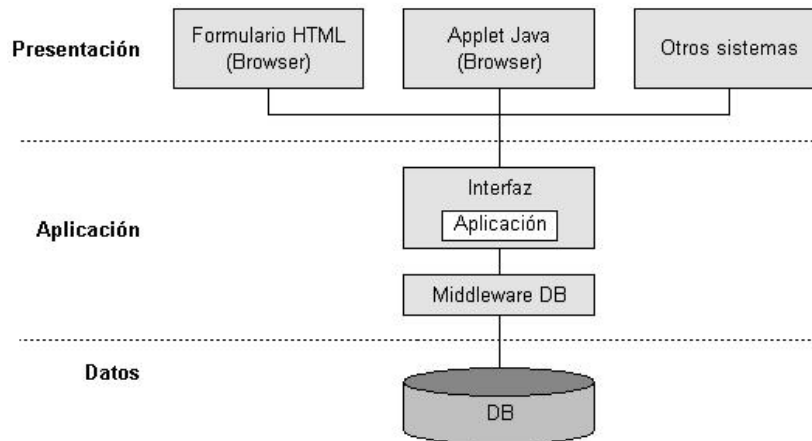 Presentación
Formulario HTML
(Browser)
Applet Java
(Browser)
Otros sistemas
Aplicación
Interfaz
Aplicación
Middleware DB
Datos
DB